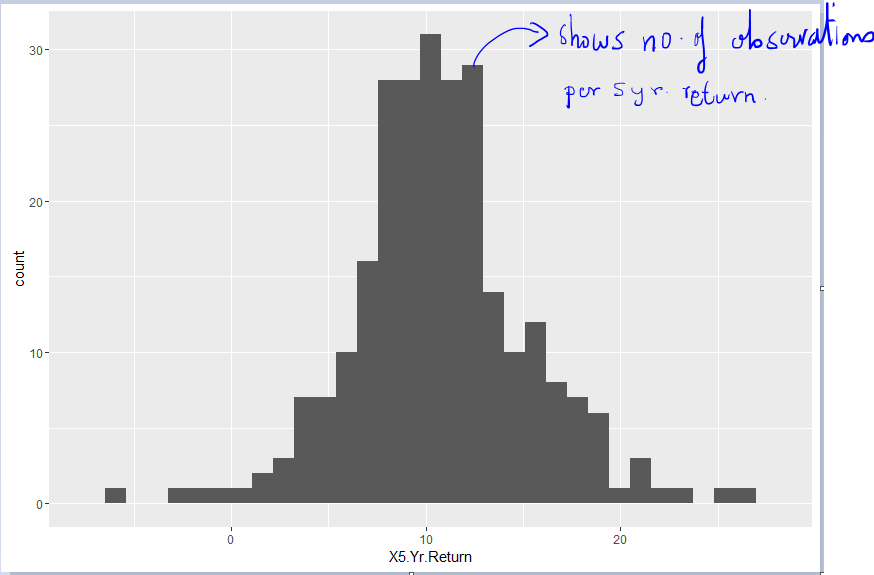 30
20
10
0
count
0 10 20
X5.Yr.Return
shows no. of observations
per 5 yr. return.